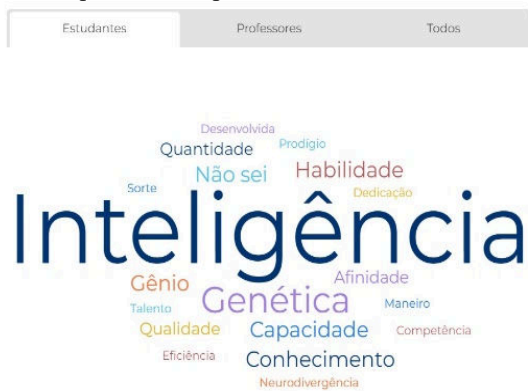 Estudantes Professores Todos
Desenvolvida
Quantidade Prodígio
Não sei Habilidade
Sorte Dedicação
Inteligência
Gênio Afinidade
Talento Genética Maneiro
Qualidade Capacidade Competência
Eficiência Conhecimento
Neurodivergência